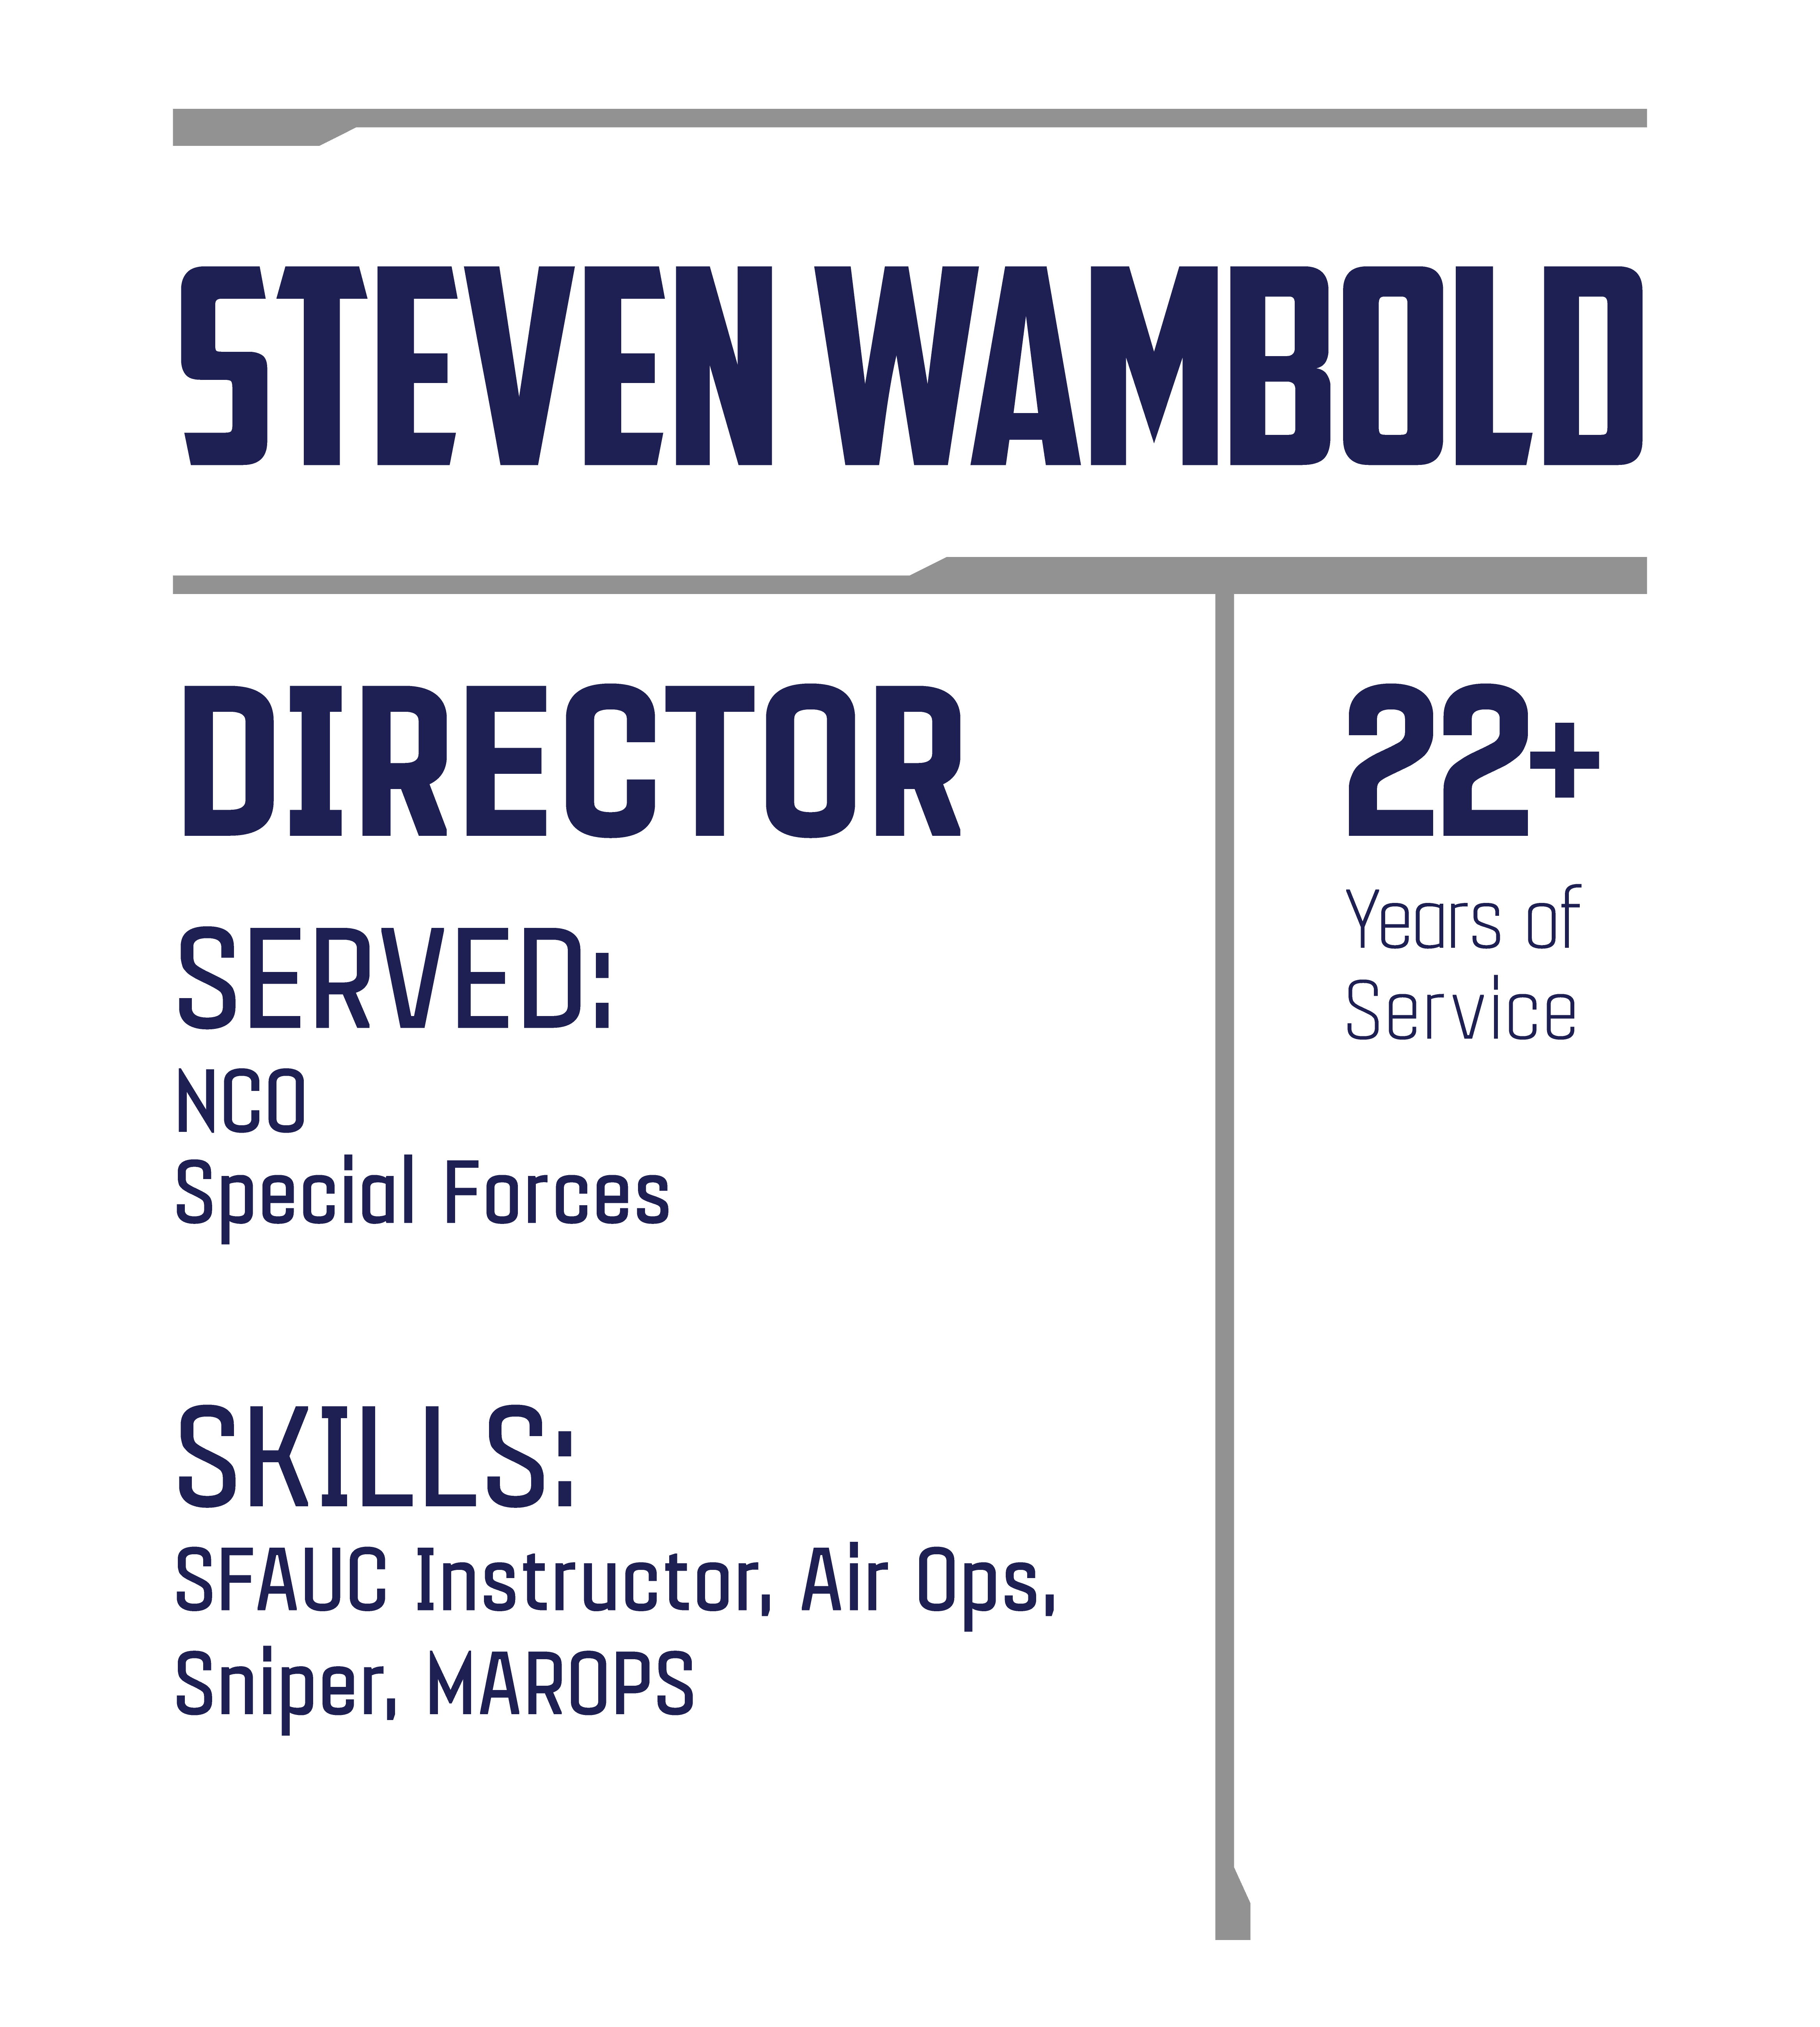 STEVEN WAMBOLD
DIRECTOR
SERVED:
NCO
Special Forces
SKILLS:
SFAUC Instructor, Air Ops,
Sniper, MAROPS
22+
Years of
Service